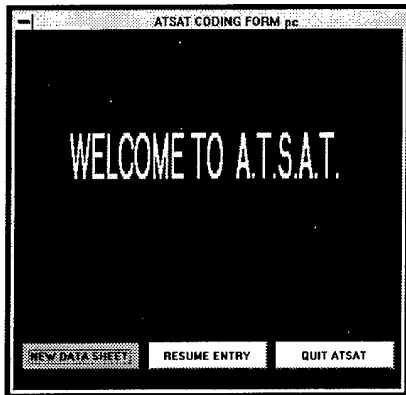 ATSAT CODING FORM pc
WELCOME TO A.T.S.A.T.
NEW DATA SHEET RESUME ENTRY QUIT ATSAT